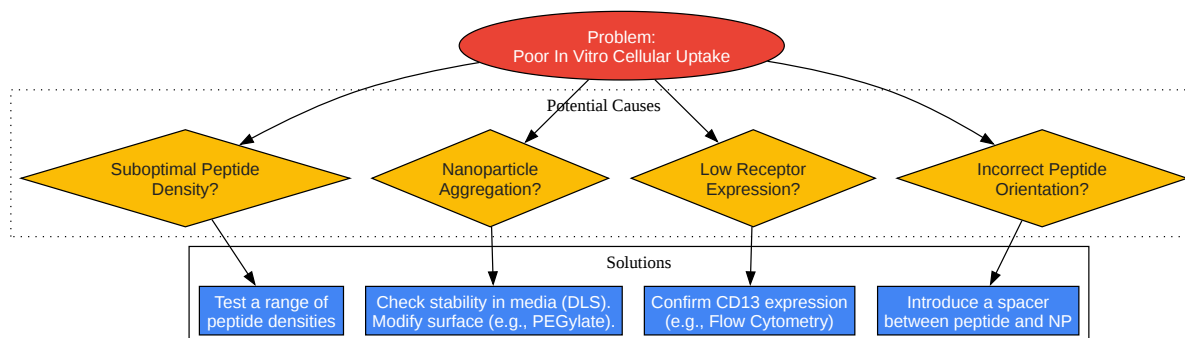 Problem:
Poor In Vitro Cellular Uptake
Potential Causes
Suboptimal Peptide
Density?
Nanoparticle
Aggregation?
Low Receptor
Expression?
Incorrect Peptide
Orientation?
Solutions
Test a range of
peptide densities
Check stability in media (DLS).
Modify surface (e.g., PEGylate).
Confirm CD13 expression
(e.g., Flow Cytometry)
Introduce a spacer
between peptide and NP